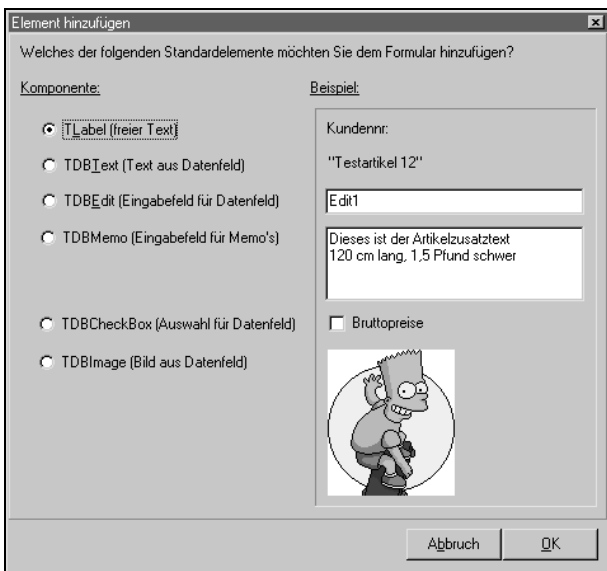 Element hinzufügen
Welches der folgenden Standardelemente möchten Sie dem Formular hinzufügen?
Komponente:
Beispiel:
TLabel (freier Text)
Kundennr:
TDBText (Text aus Datenfeld)
"Testartikel 12"
TDBEdit (Eingabefeld für Datenfeld)
Edit1
TDBMemo (Eingabefeld für Memo's)
Dieses ist der Artikelzusatztext
120 cm lang, 1,5 Pfund schwer
TDBCheckBox (Auswahl für Datenfeld)
Bruttopreise
TDBImage (Bild aus Datenfeld)
Abbruch
OK